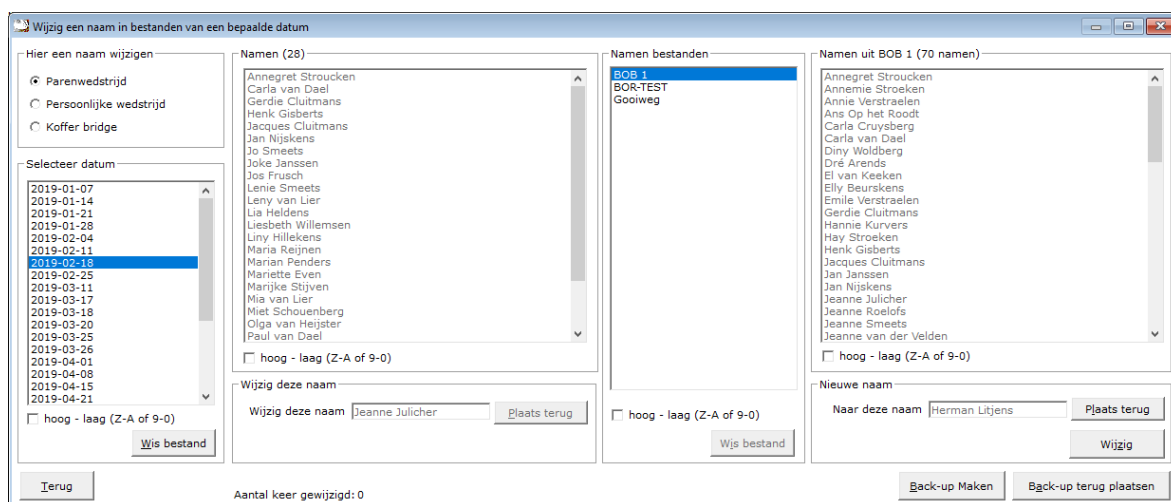 Wijzig een naam in bestanden van een bepaalde datum
Hier een naam wijzigen
Parenwedstrijd
Persoonlijke wedstrijd
Koffer bridge
Selecteer datum
2019-01-07
2019-01-14
2019-01-21
2019-01-28
2019-02-04
2019-02-11
2019-02-18
2019-02-25
2019-03-11
2019-03-17
2019-03-18
2019-03-20
2019-03-25
2019-03-26
2019-04-01
2019-04-08
2019-04-15
2019-04-21
hoog - laag (Z-A of 9-0)
Wis bestand
Namen (28)
Annegret Stroucken
Carla van Dael
Gerdie Cluitmans
Henk Gisberts
Jacques Cluitmans
Jan Nijskens
Jo Smeets
Joke Janssen
Jos Frusch
Lenie Smeets
Leny van Lier
Lia Heldens
Liesbeth Willemsen
Liny Hillekens
Maria Reijnen
Marian Penders
Mariette Even
Marijke Stijven
Mia van Lier
Miet Schouenberg
Olga van Heijster
Paul van Dael
hoog - laag (Z-A of 9-0)
Wijzig deze naam
Wijzig deze naam Jeanne Julicher Plaats terug
Namen bestanden
BOB 1
BOR-TEST
Gooiweg
hoog - laag (Z-A of 9-0)
Wis bestand
Namen uit BOB 1 (70 namen)
Annegret Stroucken
Annemie Stroeken
Annie Verstraelen
Ans Op het Roodt
Carla Cruysberg
Carla van Dael
Diny Woldberg
Dré Arends
El van Keeken
Elly Beurskens
Emile Verstraelen
Gerdie Cluitmans
Hannie Kurvers
Hay Stroeken
Henk Gisberts
Jacques Cluitmans
Jan Janssen
Jan Nijskens
Jeanne Julicher
Jeanne Roelofs
Jeanne Smeets
Jeanne van der Velden
hoog - laag (Z-A of 9-0)
Nieuwe naam
Naar deze naam Herman Litjens Plaats terug
Wijzig
Terug
Aantal keer gewijzigd: 0
Back-up Maken
Back-up terug plaatsen